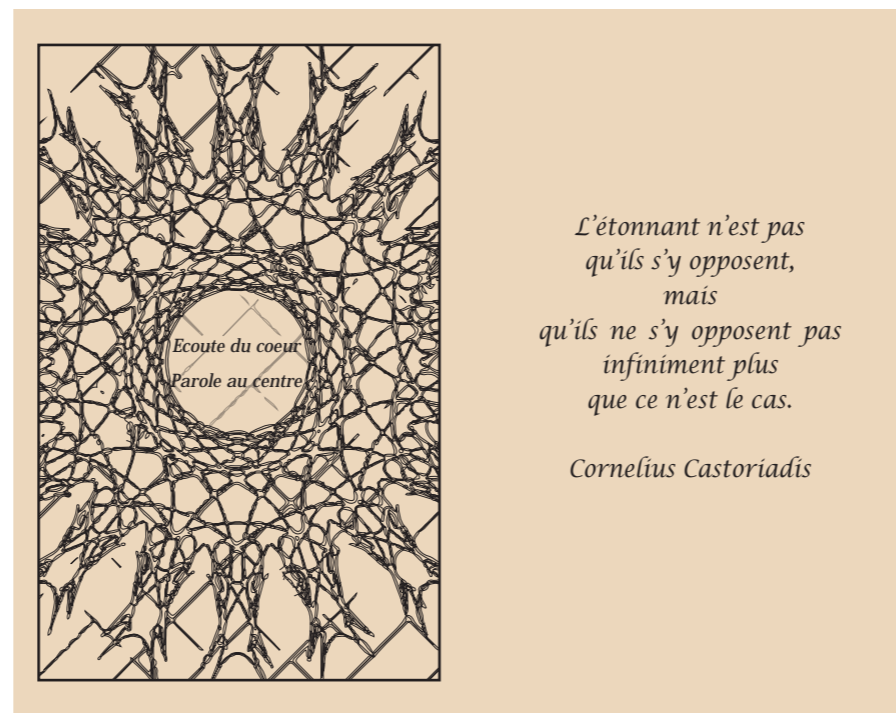 Ecoute du coeur
Parole au centre
L'étonnant n'est pas
qu'ils s'y opposent,
mais
qu'ils ne s'y opposent pas
infiniment plus
que ce n'est le cas.
Cornelius Castoriadis